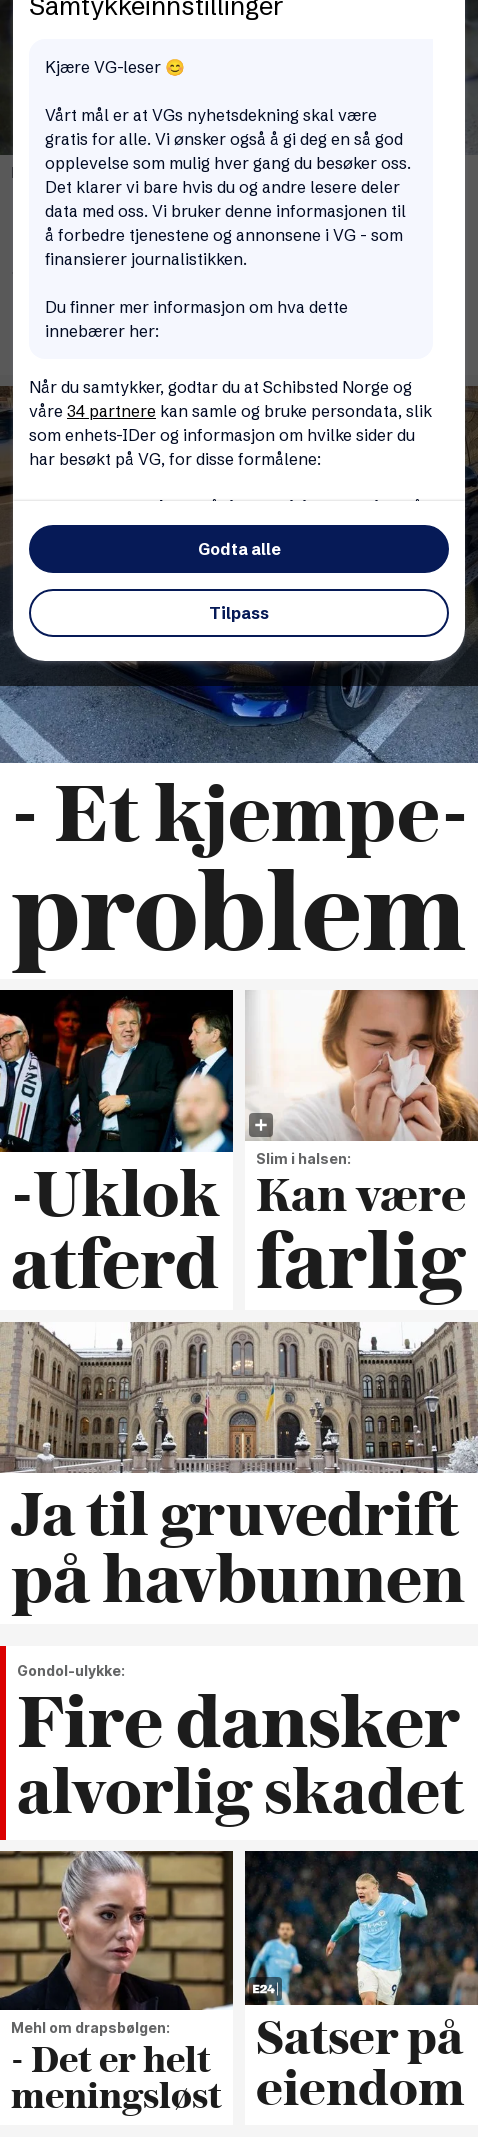 Samtykkeinnstillinger
Kjære VG-leser 😊
Vårt mål er at VGs nyhetsdekning skal være
gratis for alle. Vi ønsker også å gi deg en så god
opplevelse som mulig hver gang du besøker oss.
Det klarer vi bare hvis du og andre lesere deler
data med oss. Vi bruker denne informasjonen til
å forbedre tjenestene og annonsene i VG - som
finansierer journalistikken.
Du finner mer informasjon om hva dette
innebærer her:
Når du samtykker, godtar du at Schibsted Norge og
våre 34 partnere kan samle og bruke persondata, slik
som enhets-IDer og informasjon om hvilke sider du
har besøkt på VG, for disse formålene:
Godta alle
Tilpass
- Et kjempe-
problem
-Uklok
atferd
Slim i halsen:
Kan være
farlig
Ja til gruvedrift
på havbunnen
Gondol-ulykke:
Fire dansker
alvorlig skadet
Mehl om drapsbølgen:
- Det er helt
meningsløst
E24
Satser på
eiendom